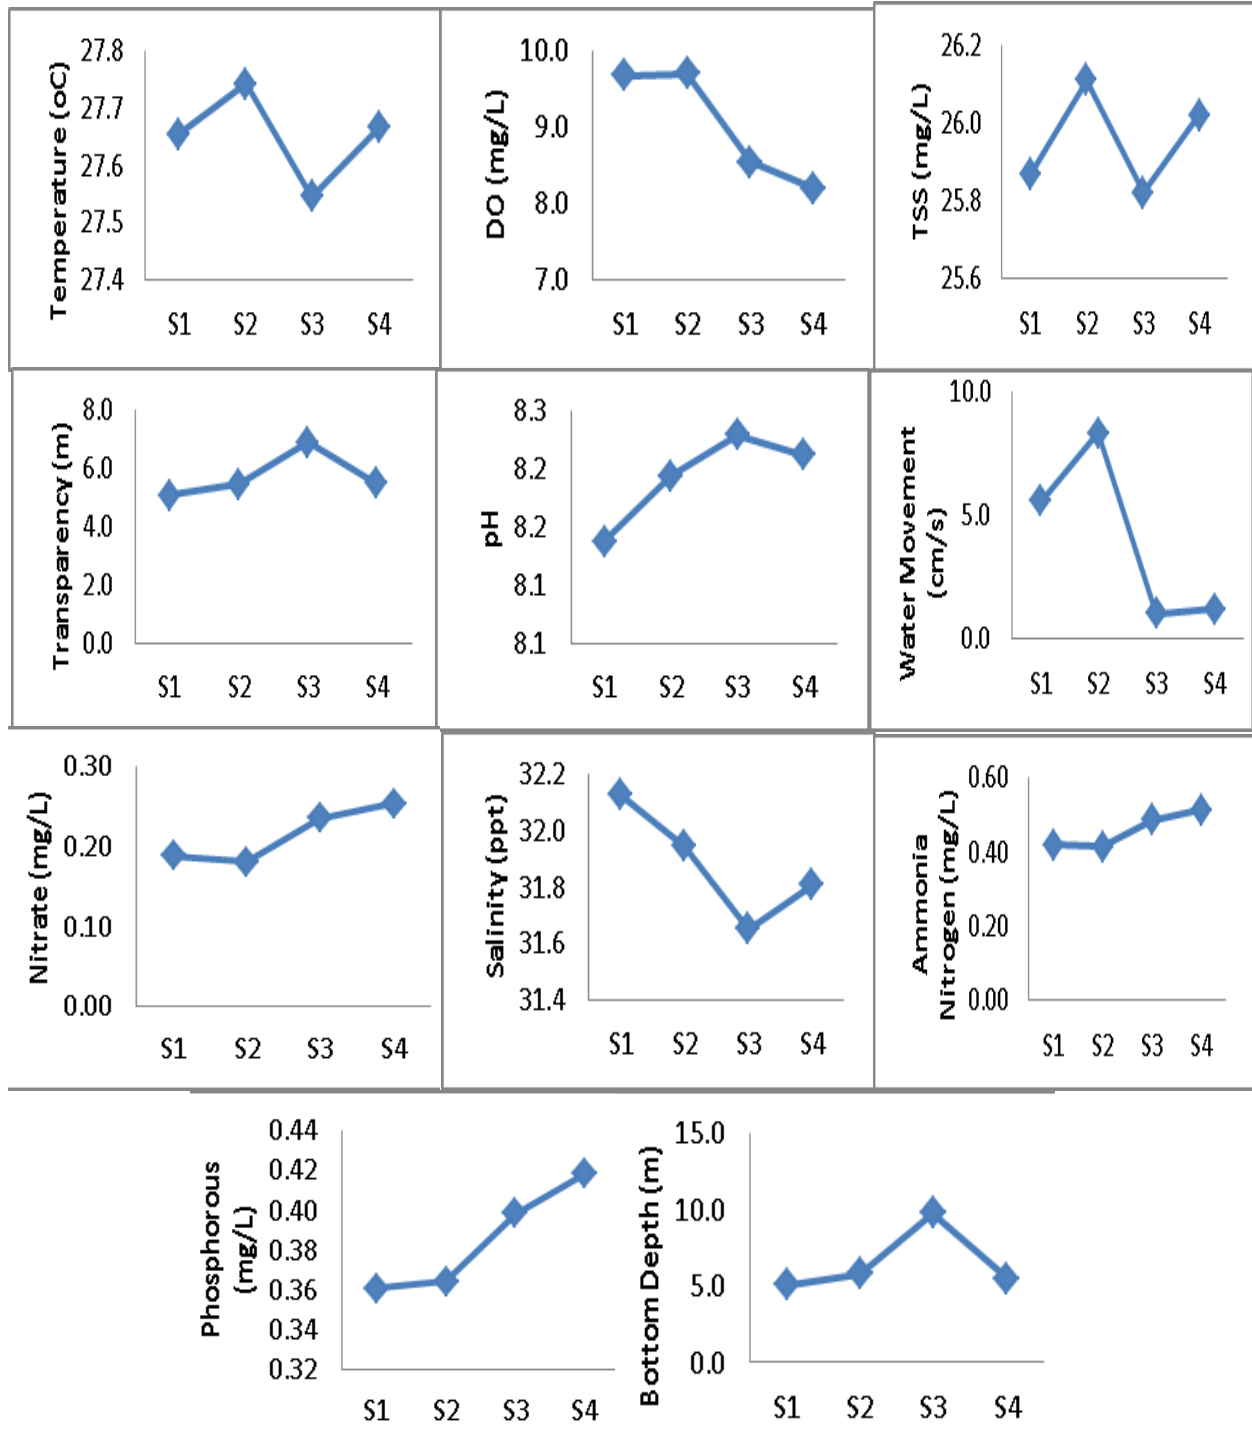 Temperature (oC)
27.8
27.7
27.6
27.5
27.4
S1 S2 S3 S4
DO (mg/L)
10.0
9.0
8.0
7.0
S1 S2 S3 S4
TSS (mg/L)
26.2
26.0
25.8
25.6
S1 S2 S3 S4
Transparency (m)
8.0
6.0
4.0
2.0
0.0
S1 S2 S3 S4
pH
8.3
8.2
8.2
8.1
8.1
S1 S2 S3 S4
Water Movement
(cm/s)
10.0
5.0
0.0
S1 S2 S3 S4
Nitrate (mg/L)
0.30
0.20
0.10
0.00
S1 S2 S3 S4
Salinity (ppt)
32.2
32.0
31.8
31.6
31.4
S1 S2 S3 S4
Ammonia
Nitrogen (mg/L)
0.60
0.40
0.20
0.00
S1 S2 S3 S4
Phosphorous
(mg/L)
0.44
0.42
0.40
0.38
0.36
0.34
0.32
S1 S2 S3 S4
Bottom Depth (m)
15.0
10.0
5.0
0.0
S1 S2 S3 S4